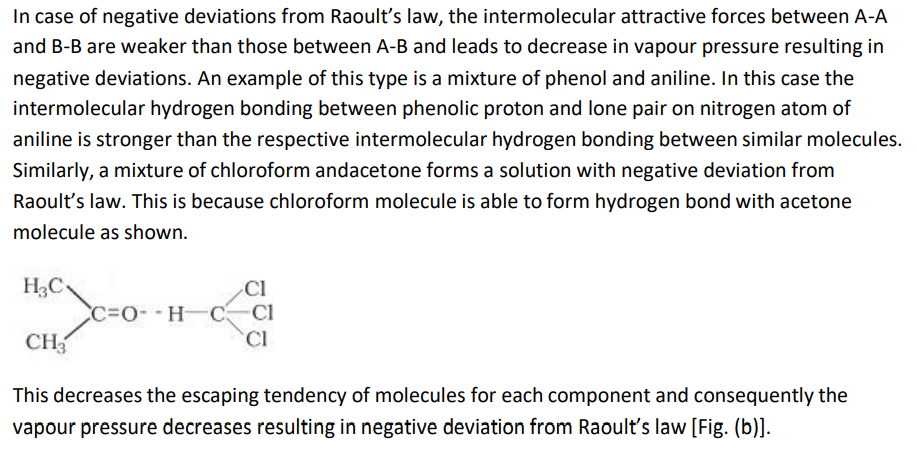 In case of negative deviations from Raoult’s law, the intermolecular attractive forces between A-A
and B-B are weaker than those between A-B and leads to decrease in vapour pressure resulting in
negative deviations. An example of this type is a mixture of phenol and aniline. In this case the
intermolecular hydrogen bonding between phenolic proton and lone pair on nitrogen atom of
aniline is stronger than the respective intermolecular hydrogen bonding between similar molecules.
Similarly, a mixture of chloroform andacetone forms a solution with negative deviation from
Raoult’s law. This is because chloroform molecule is able to form hydrogen bond with acetone
molecule as shown.
H₃C Cl
C=O- - H—C—Cl
CH₃ Cl
This decreases the escaping tendency of molecules for each component and consequently the
vapour pressure decreases resulting in negative deviation from Raoult’s law [Fig. (b)].